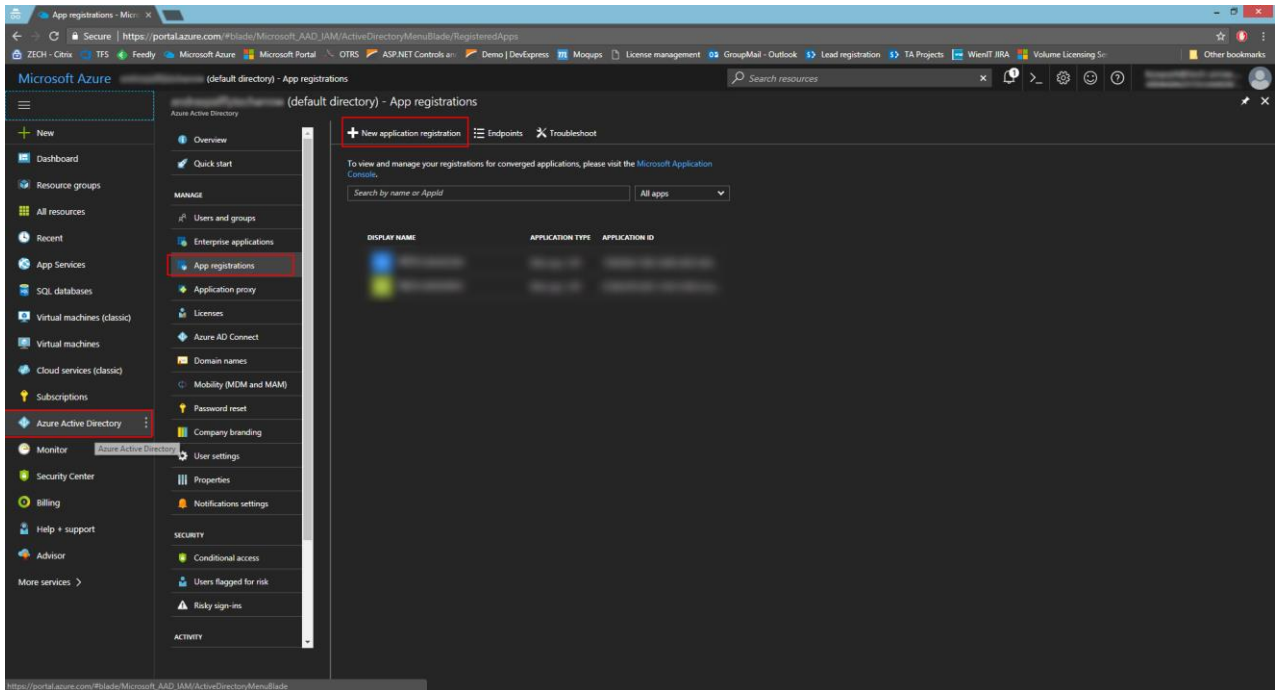 App registrations - Micr
Secure | https://portal.azure.com/#blade/Microsoft_AAD_IAM/ActiveDirectoryMenuBlade/RegisteredApps
ZECH - Citrix TFS Feedly Microsoft Azure Microsoft Portal OTRS ASP.NET Controls an Demo | DevExpress Moqups License management GroupMail - Outlook Lead registration TA Projects WienIT JIRA Volume Licensing Se Other bookmarks
Microsoft Azure (default directory) - App registrations
Search resources
(default directory) - App registrations
Azure Active Directory
New
Dashboard
Resource groups
All resources
Recent
App Services
SQL databases
Virtual machines (classic)
Virtual machines
Cloud services (classic)
Subscriptions
Azure Active Directory
Monitor
Azure Active Directory
Security Center
Billing
Help + support
Advisor
More services
Overview
Quick start
MANAGE
Users and groups
Enterprise applications
App registrations
Application proxy
Licenses
Azure AD Connect
Domain names
Mobility (MDM and MAM)
Password reset
Company branding
User settings
Properties
Notifications settings
SECURITY
Conditional access
Users flagged for risk
Risky sign-ins
ACTIVITY
New application registration Endpoints Troubleshoot
To view and manage your registrations for converged applications, please visit the Microsoft Application
Console.
Search by name or AppId All apps
DISPLAY NAME APPLICATION TYPE APPLICATION ID
https://portal.azure.com/#blade/Microsoft_AAD_IAM/ActiveDirectoryMenuBlade